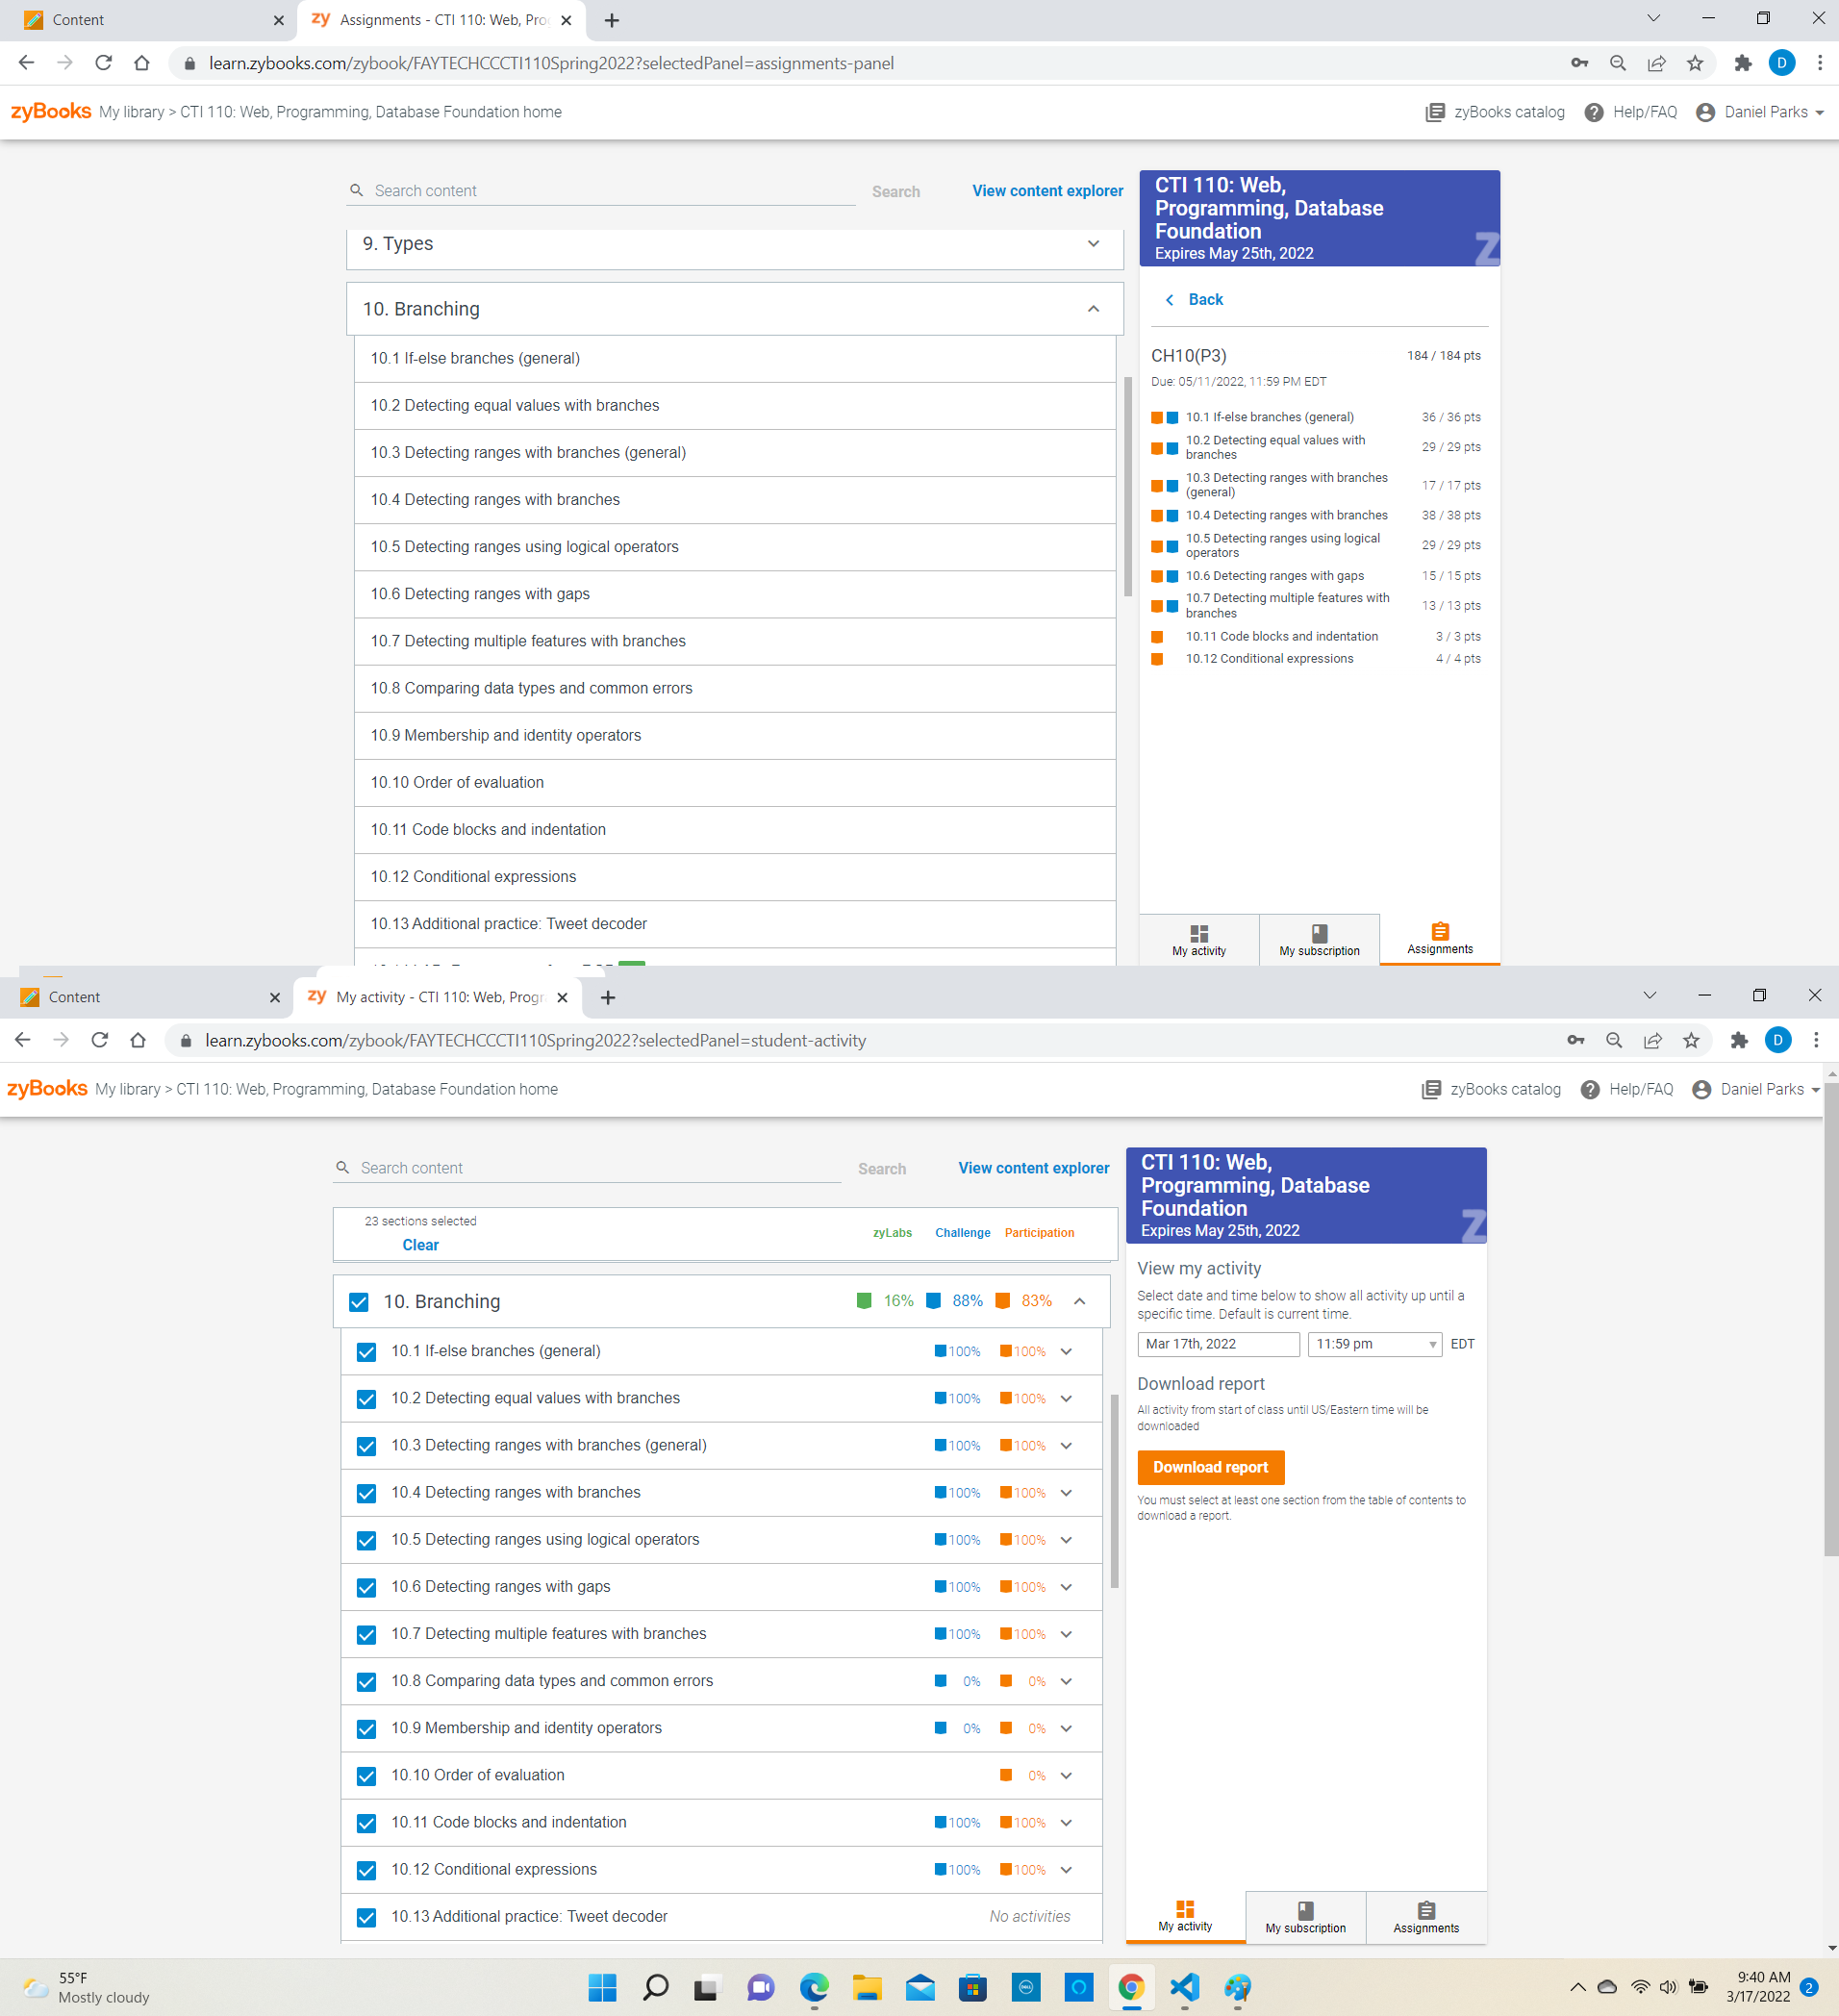 Content
zy Assignments - CTI 110: Web, Pro
learn.zybooks.com/zybook/FAYTECHCCCTI110Spring2022?selectedPanel=assignments-panel
D
zyBooks My library > CTI 110: Web, Programming, Database Foundation home
zyBooks catalog
Help/FAQ
Daniel Parks
Search content
Search
View content explorer
9. Types
10. Branching
10.1 If-else branches (general)
10.2 Detecting equal values with branches
10.3 Detecting ranges with branches (general)
10.4 Detecting ranges with branches
10.5 Detecting ranges using logical operators
10.6 Detecting ranges with gaps
10.7 Detecting multiple features with branches
10.8 Comparing data types and common errors
10.9 Membership and identity operators
10.10 Order of evaluation
10.11 Code blocks and indentation
10.12 Conditional expressions
10.13 Additional practice: Tweet decoder
CTI 110: Web,
Programming, Database
Foundation
Expires May 25th, 2022
Z
Back
CH10(P3) 184 / 184 pts
Due: 05/11/2022, 11:59 PM EDT
10.1 If-else branches (general) 36 / 36 pts
10.2 Detecting equal values with
branches 29 / 29 pts
10.3 Detecting ranges with branches
(general) 17 / 17 pts
10.4 Detecting ranges with branches 38 / 38 pts
10.5 Detecting ranges using logical
operators 29 / 29 pts
10.6 Detecting ranges with gaps 15 / 15 pts
10.7 Detecting multiple features with
branches 13 / 13 pts
10.11 Code blocks and indentation 3 / 3 pts
10.12 Conditional expressions 4 / 4 pts
My activity
My subscription
Assignments
Content
zy My activity - CTI 110: Web, Progr
learn.zybooks.com/zybook/FAYTECHCCCTI110Spring2022?selectedPanel=student-activity
D
zyBooks My library > CTI 110: Web, Programming, Database Foundation home
zyBooks catalog
Help/FAQ
Daniel Parks
Search content
Search
View content explorer
23 sections selected
Clear
zyLabs Challenge Participation
10. Branching 16% 88% 83%
10.1 If-else branches (general) 100% 100%
10.2 Detecting equal values with branches 100% 100%
10.3 Detecting ranges with branches (general) 100% 100%
10.4 Detecting ranges with branches 100% 100%
10.5 Detecting ranges using logical operators 100% 100%
10.6 Detecting ranges with gaps 100% 100%
10.7 Detecting multiple features with branches 100% 100%
10.8 Comparing data types and common errors 0% 0%
10.9 Membership and identity operators 0% 0%
10.10 Order of evaluation 0%
10.11 Code blocks and indentation 100% 100%
10.12 Conditional expressions 100% 100%
10.13 Additional practice: Tweet decoder No activities
CTI 110: Web,
Programming, Database
Foundation
Expires May 25th, 2022
Z
View my activity
Select date and time below to show all activity up until a
specific time. Default is current time.
Mar 17th, 2022 11:59 pm EDT
Download report
All activity from start of class until US/Eastern time will be
downloaded
Download report
You must select at least one section from the table of contents to
download a report.
My activity
My subscription
Assignments
55°F
Mostly cloudy
DELL
9:40 AM
3/17/2022
2